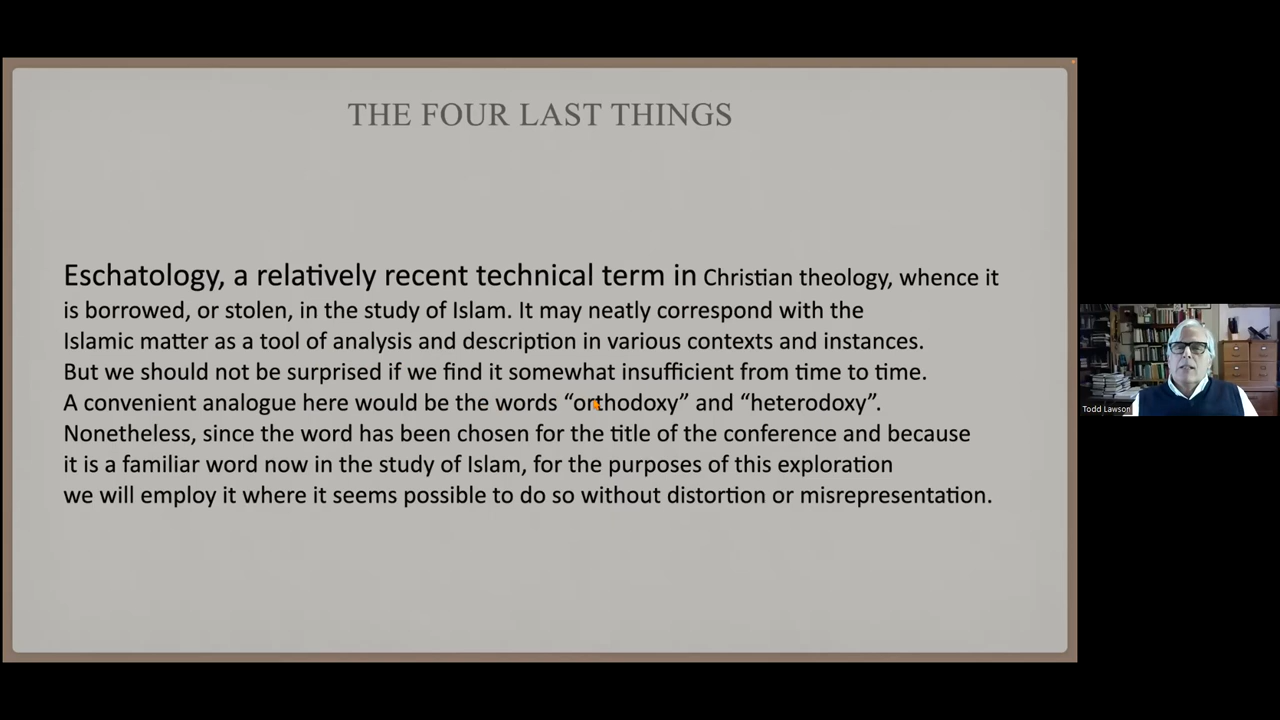 THE FOUR LAST THINGS
Eschatology, a relatively recent technical term in Christian theology, whence it
is borrowed, or stolen, in the study of Islam. It may neatly correspond with the
Islamic matter as a tool of analysis and description in various contexts and instances.
But we should not be surprised if we find it somewhat insufficient from time to time.
A convenient analogue here would be the words “orthodoxy” and “heterodoxy”.
Nonetheless, since the word has been chosen for the title of the conference and because
it is a familiar word now in the study of Islam, for the purposes of this exploration
we will employ it where it seems possible to do so without distortion or misrepresentation.
Todd Lawson